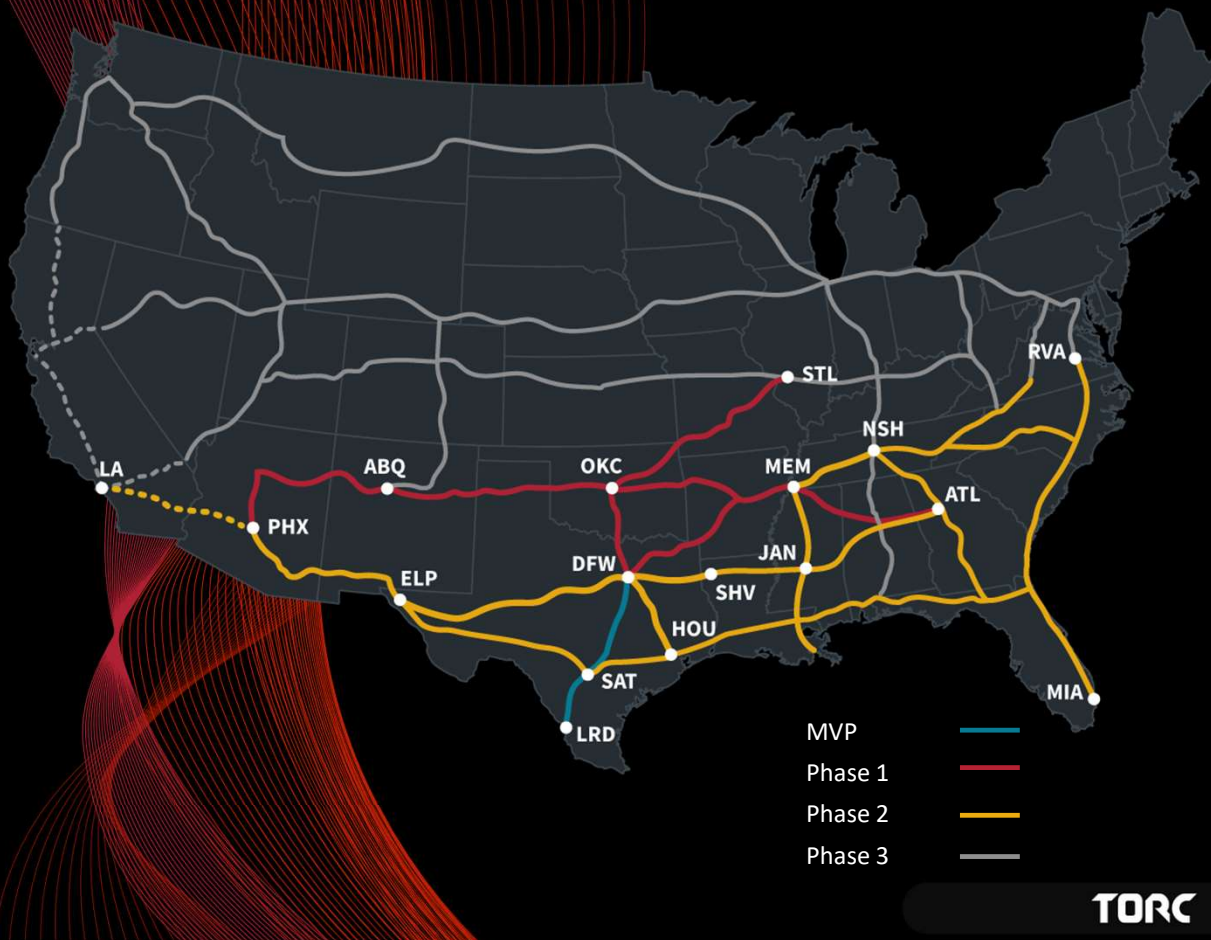 RVA
STL
NSH
LA
ABQ
OKC
MEM
ATL
PHX
JAN
DFW
ELP
SHV
HOU
SAT
MIA
LRD
MVP
Phase 1
Phase 2
Phase 3
TORC